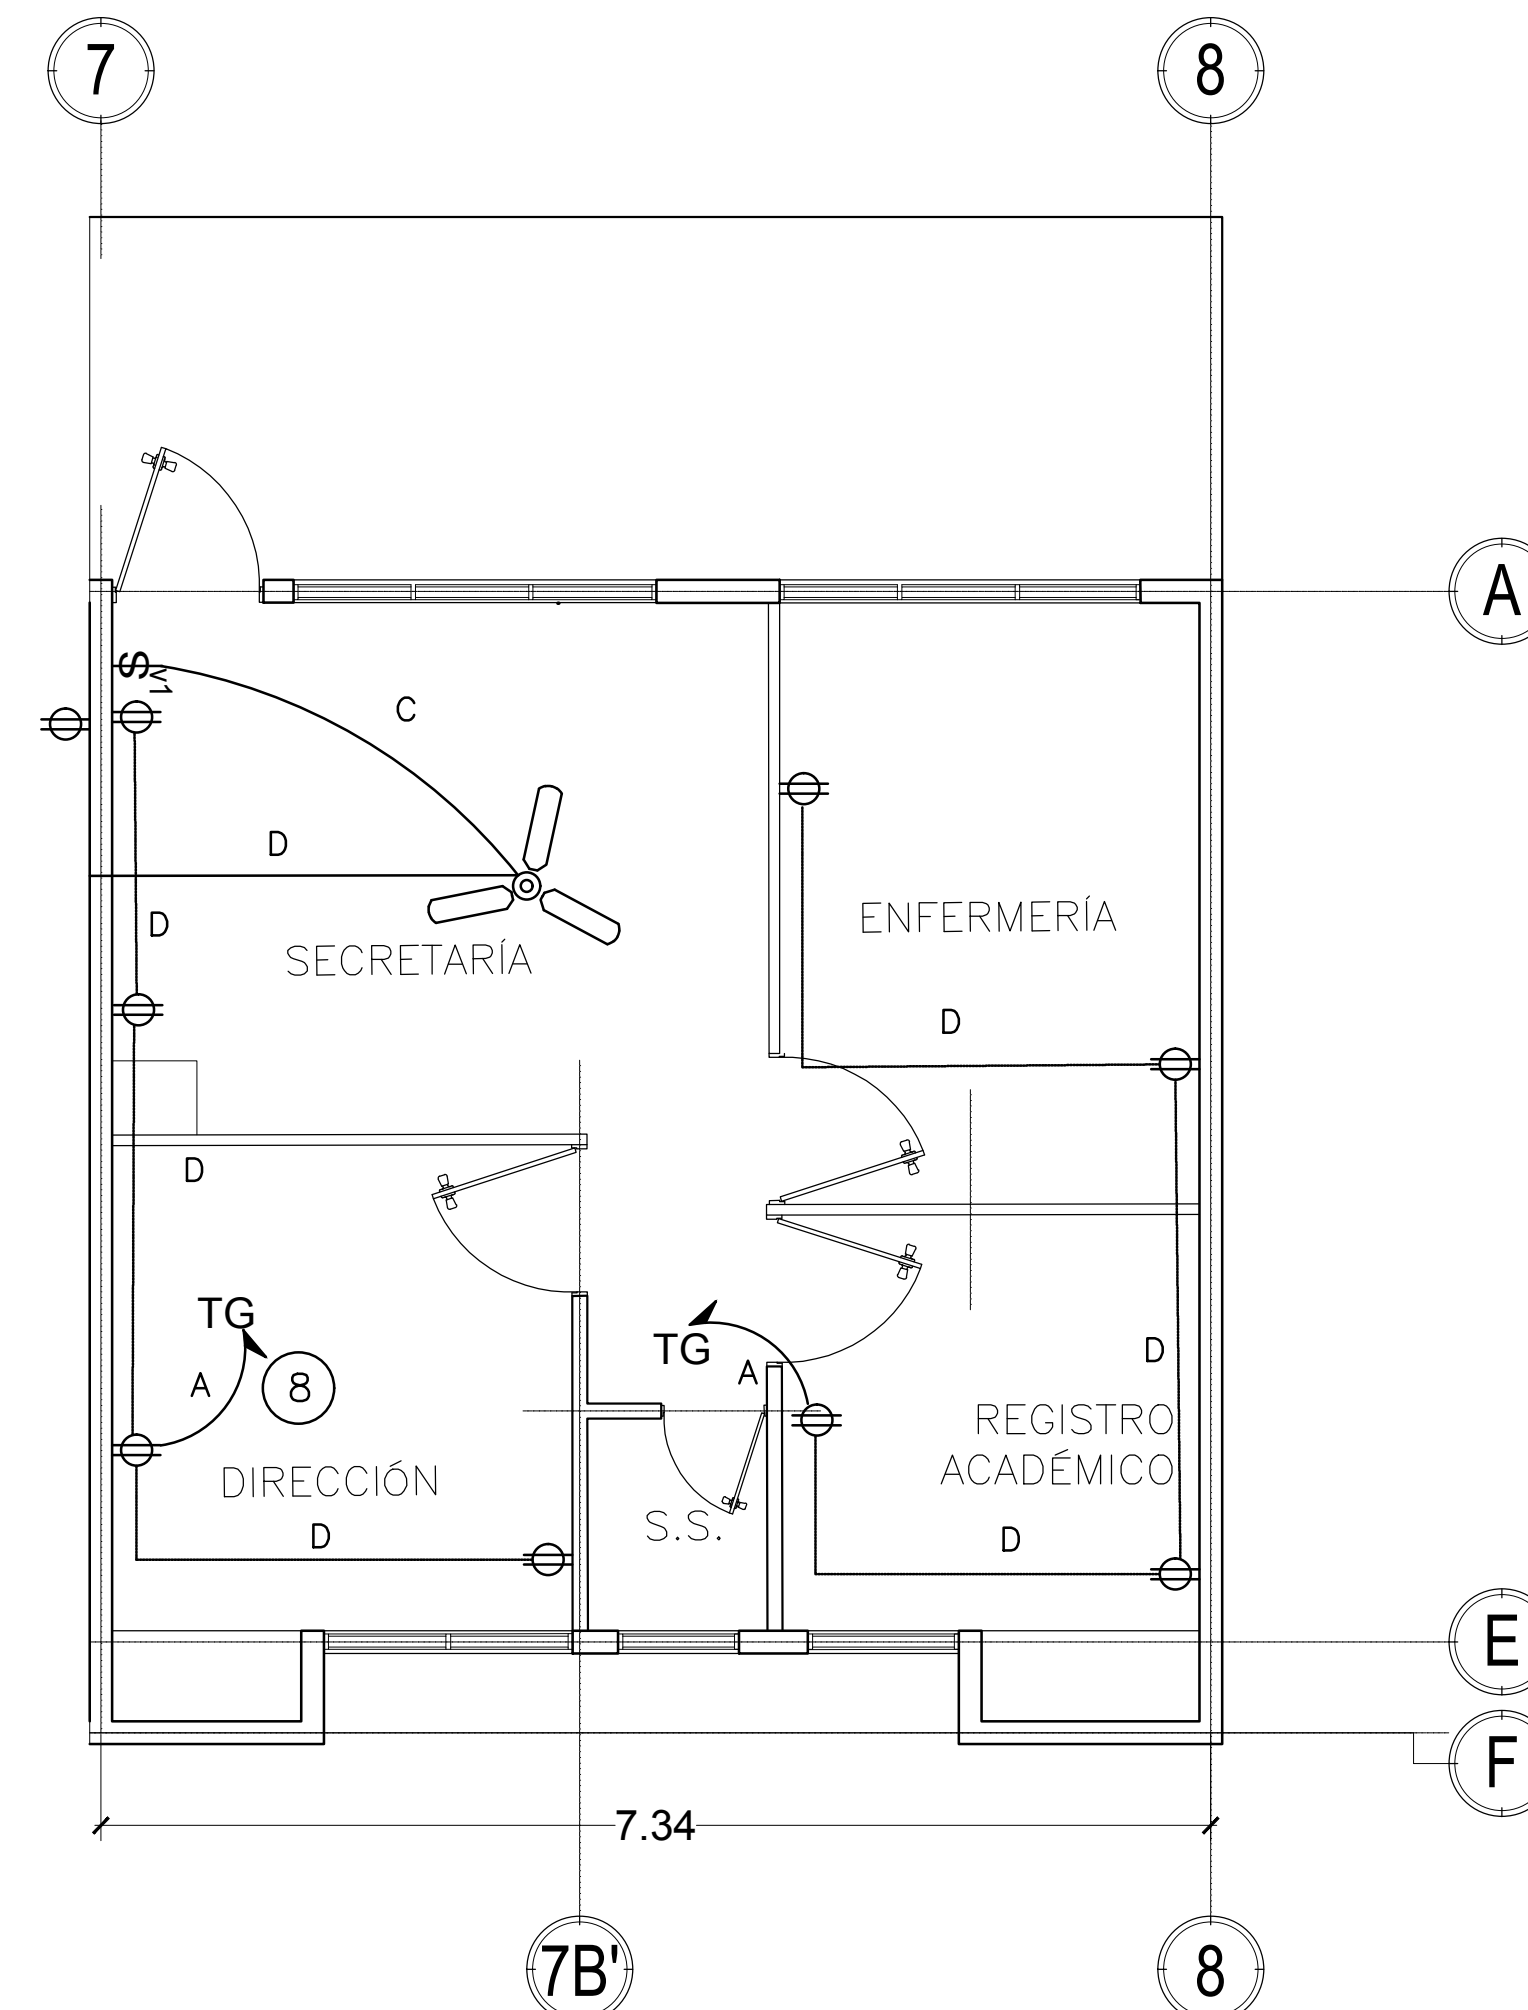 7
8
A
S
v1
C
D
D
SECRETARÍA
ENFERMERÍA
D
D
TG
TG
A
8
A
D
REGISTRO
ACADÉMICO
DIRECCIÓN
S.S.
D
D
E
F
7.34
7B'
8